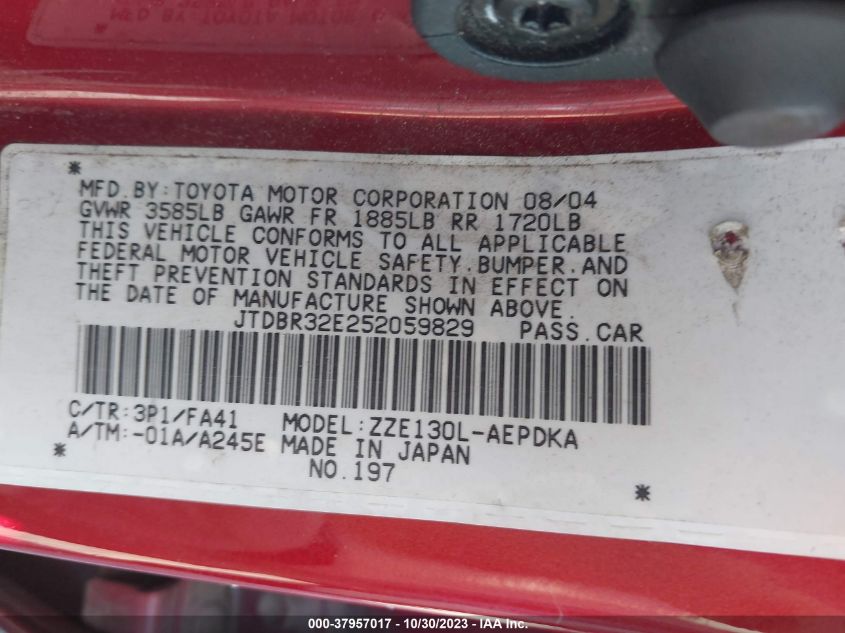 *
MFD.BY:TOYOTA MOTOR CORPORATION 08/04
GVWR 3585LB GAWR FR 1885LB RR 1720LB
THIS VEHICLE CONFORMS TO ALL APPLICABLE
FEDERAL MOTOR VEHICLE SAFETY,BUMPER,AND
THEFT PREVENTION STANDARDS IN EFFECT ON
THE DATE OF MANUFACTURE SHOWN ABOVE.
JTDBR32E252059829 PASS.CAR
C/TR:3P1/FA41 MODEL:ZZE130L-AEPDKA
A/TM:-01A/A245E MADE IN JAPAN
* NO.197 *
000-37957017 - 10/30/2023 - IAA Inc.